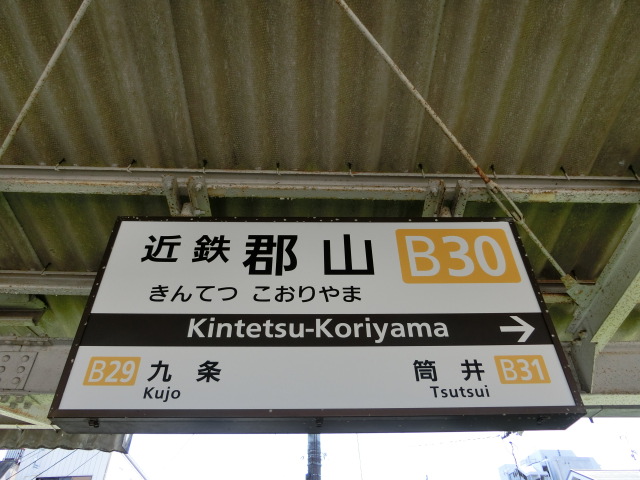 近鉄 郡山 B30
きんてつ こおりやま
Kintetsu-Koriyama →
B29 九条 筒井 B31
Kujo Tsutsui